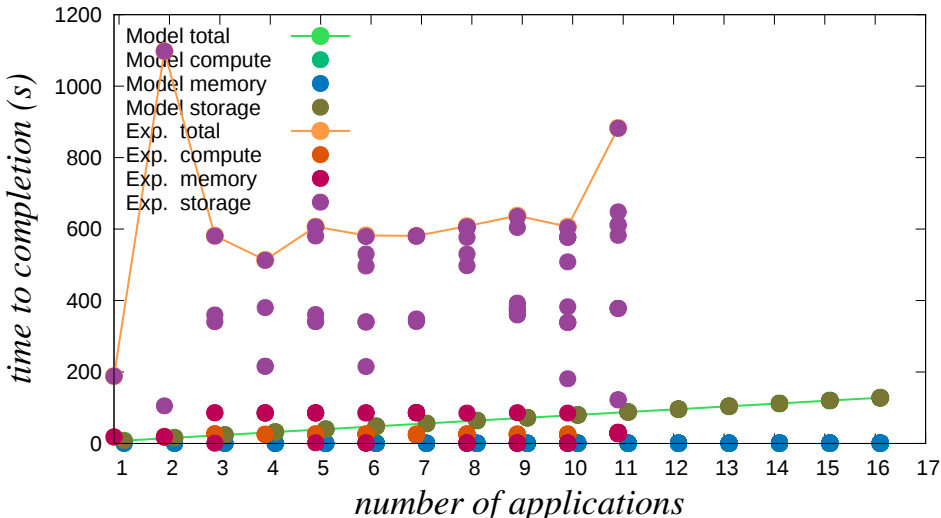 1200
1000
800
600
400
200
0
time to completion (s)
Model total
Model compute
Model memory
Model storage
Exp. total
Exp. compute
Exp. memory
Exp. storage
1 2 3 4 5 6 7 8 9 10 11 12 13 14 15 16 17
number of applications